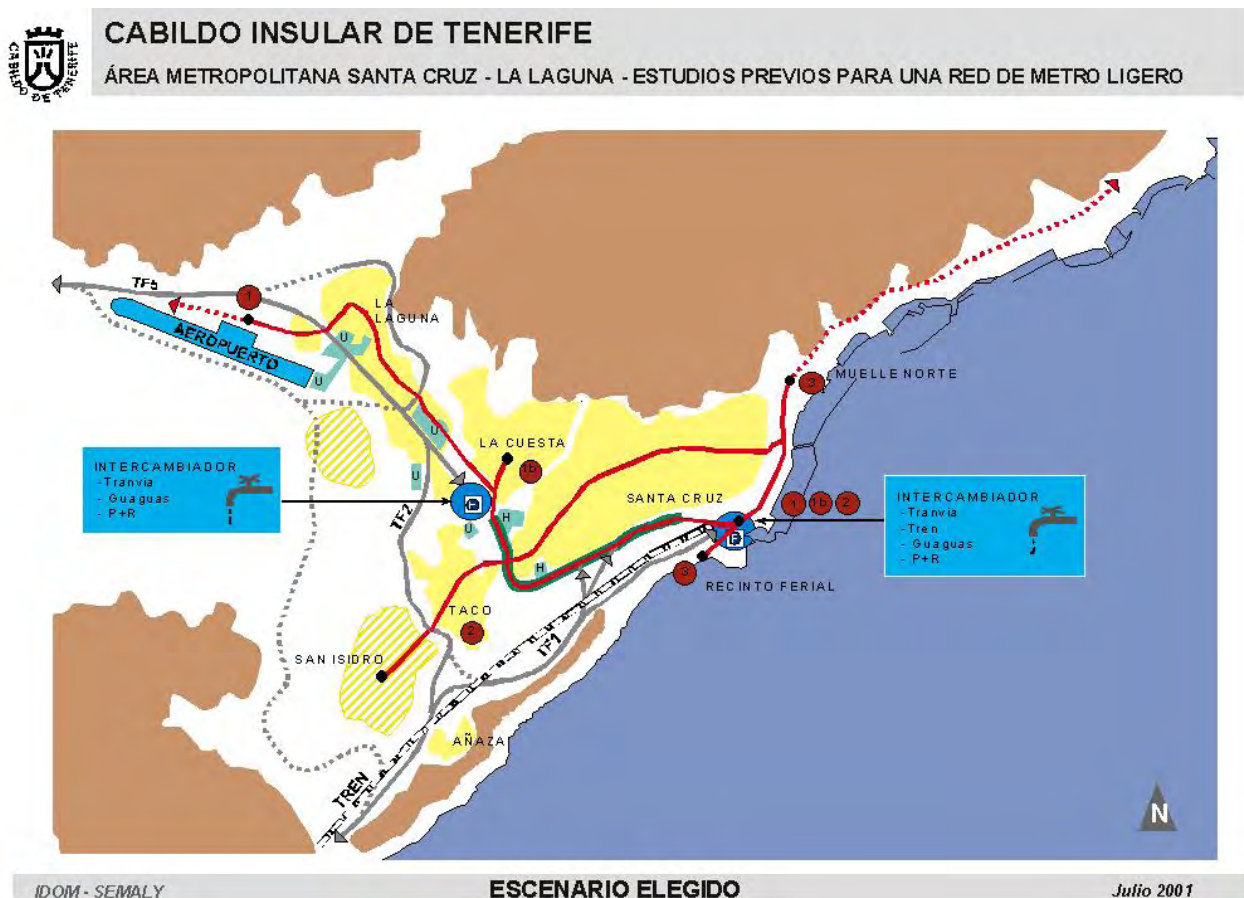 CABILDO INSULAR DE TENERIFE
CABILDO DE TENERIFE
ÁREA METROPOLITANA SANTA CRUZ - LA LAGUNA - ESTUDIOS PREVIOS PARA UNA RED DE METRO LIGERO
TF5
1
LA
LAGUNA
AEROPUERTO
U
U
U
MUELLE NORTE
3
LA CUESTA
1b
INTERCAMBIADOR
-Tranvía
- Guaguas
- P+R
U
P
SANTA CRUZ
1 1b 2
INTERCAMBIADOR
-Tranvía
-Tren
- Guaguas
- P+R
TF2
U
H
P
H
3
RECINTO FERIAL
TACO
2
TF1
SAN ISIDRO
AÑAZA
TREN
N
IDOM - SEMALY
ESCENARIO ELEGIDO
Julio 2001